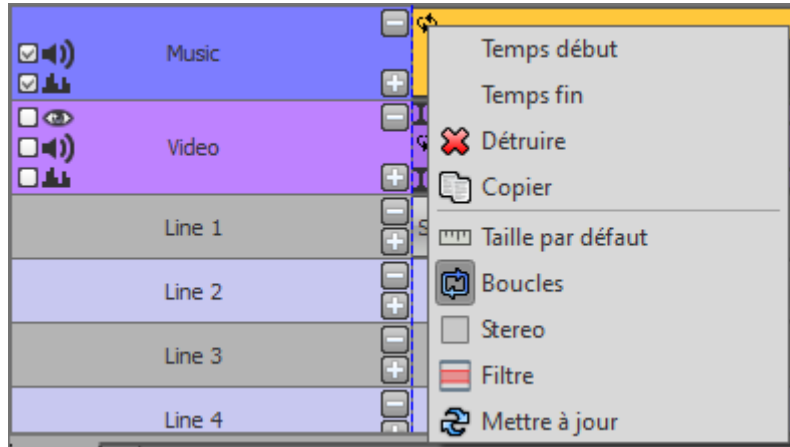 Music
Video
Line 1
Line 2
Line 3
Line 4
S
Temps début
Temps fin
Détruire
Copier
Taille par défaut
Boucles
Stereo
Filtre
Mettre à jour